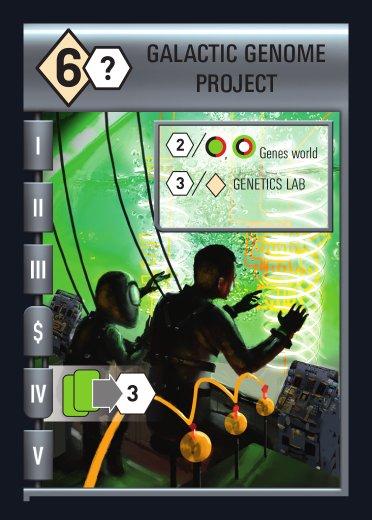 6 ?
GALACTIC GENOME
PROJECT
I
2 / , Genes world
3 / GENETICS LAB
II
III
$
IV 3
V